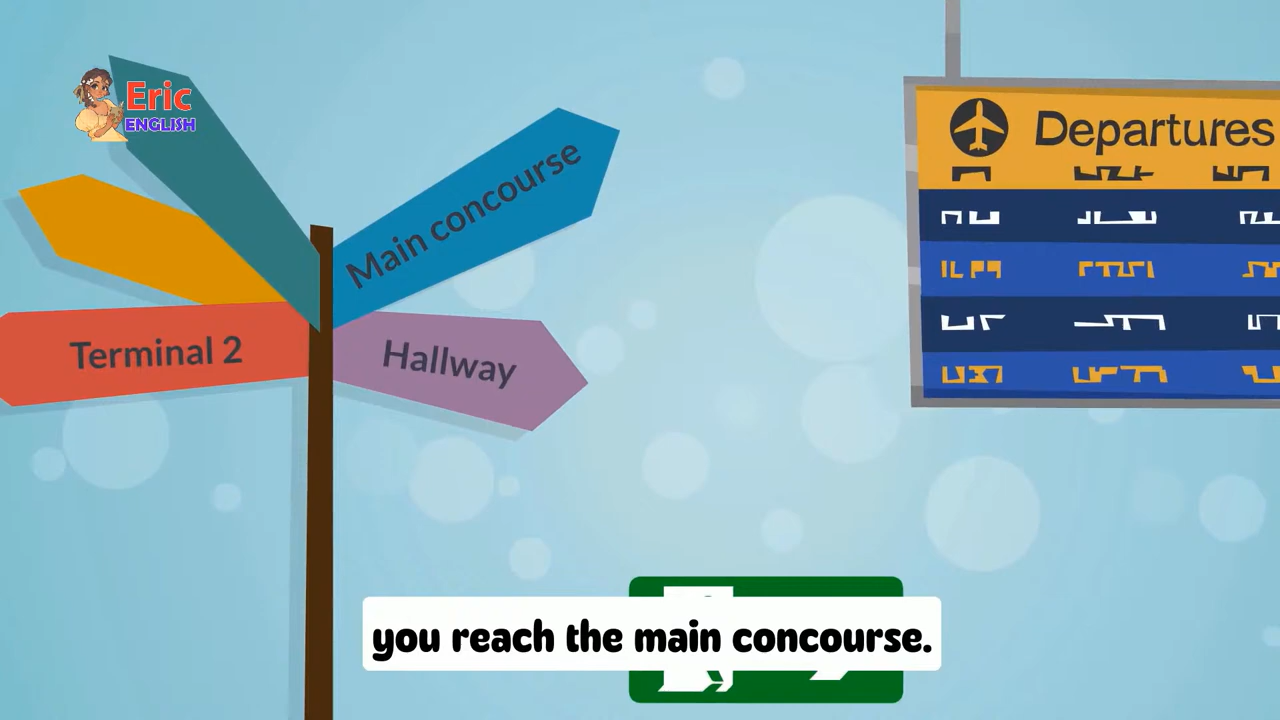 Eric
ENGLISH
Main concourse
Departures
Terminal 2
Hallway
you reach the main concourse.